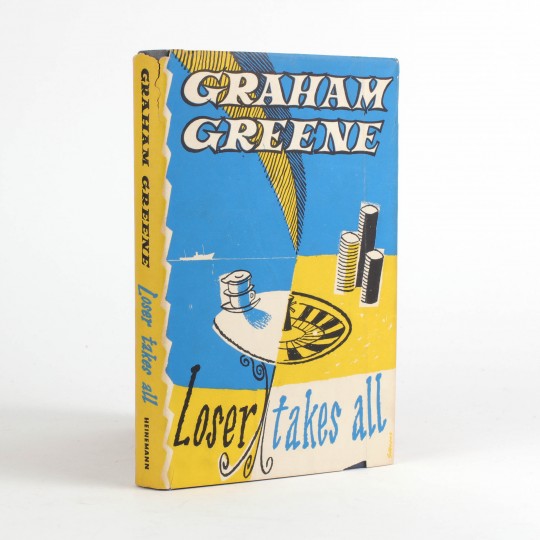 GRAHAM
GREENE
Loser takes all
GRAHAM GREENE
Loser takes all
HEINEMANN